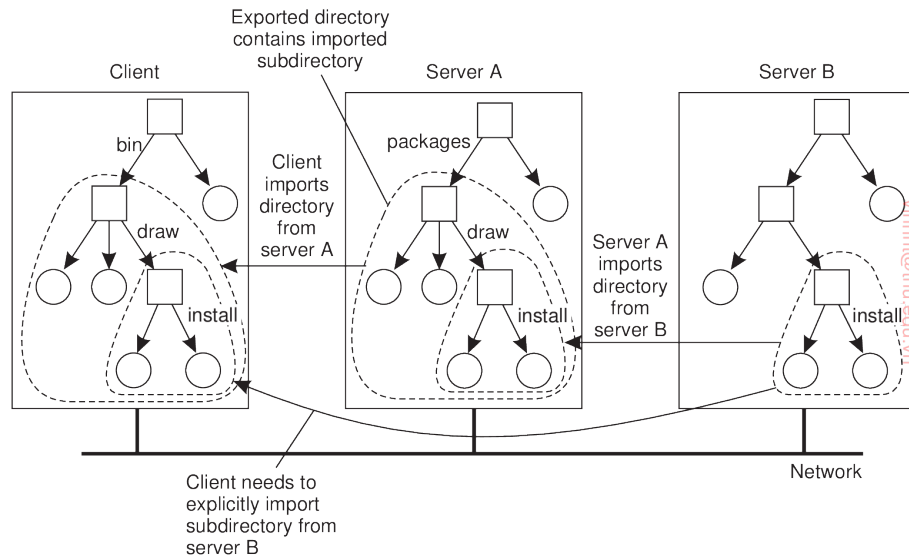 Exported directory
contains imported
subdirectory
Client
Server A
Server B
bin
packages
Client
imports
directory
from
server A
draw
draw
Server A
imports
directory
from
server B
install
install
install
Network
Client needs to
explicitly import
subdirectory from
server B